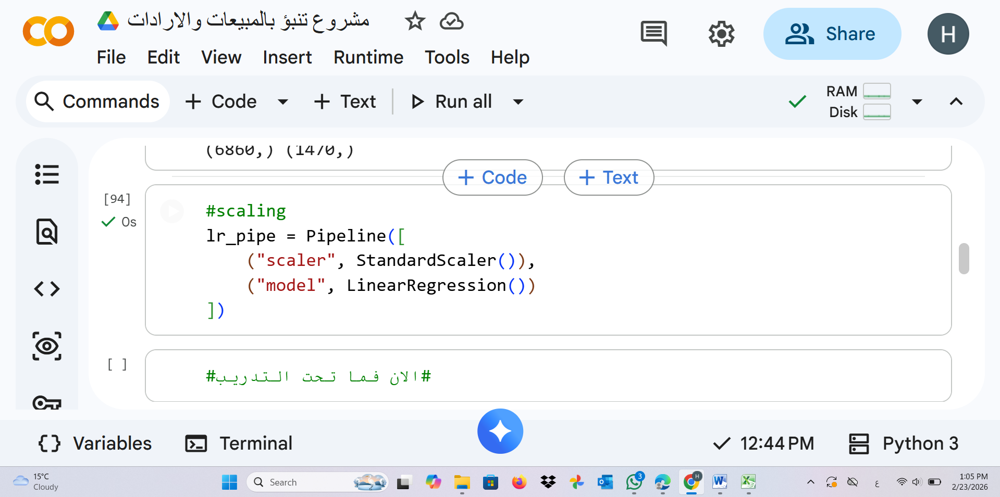 مشروع تنبؤ بالمبيعات والارادات
Share
H
File Edit View Insert Runtime Tools Help
Commands + Code + Text Run all
RAM
Disk
(6860,) (1470,)
+ Code + Text
[94]
0s
#scaling
lr_pipe = Pipeline([
("scaler", StandardScaler()),
("model", LinearRegression())
])
[ ]
#الان فما تحت التدريب#
Variables Terminal 12:44 PM Python 3
15°C
Cloudy
Search
3
H
ع
1:05 PM
2/23/2026